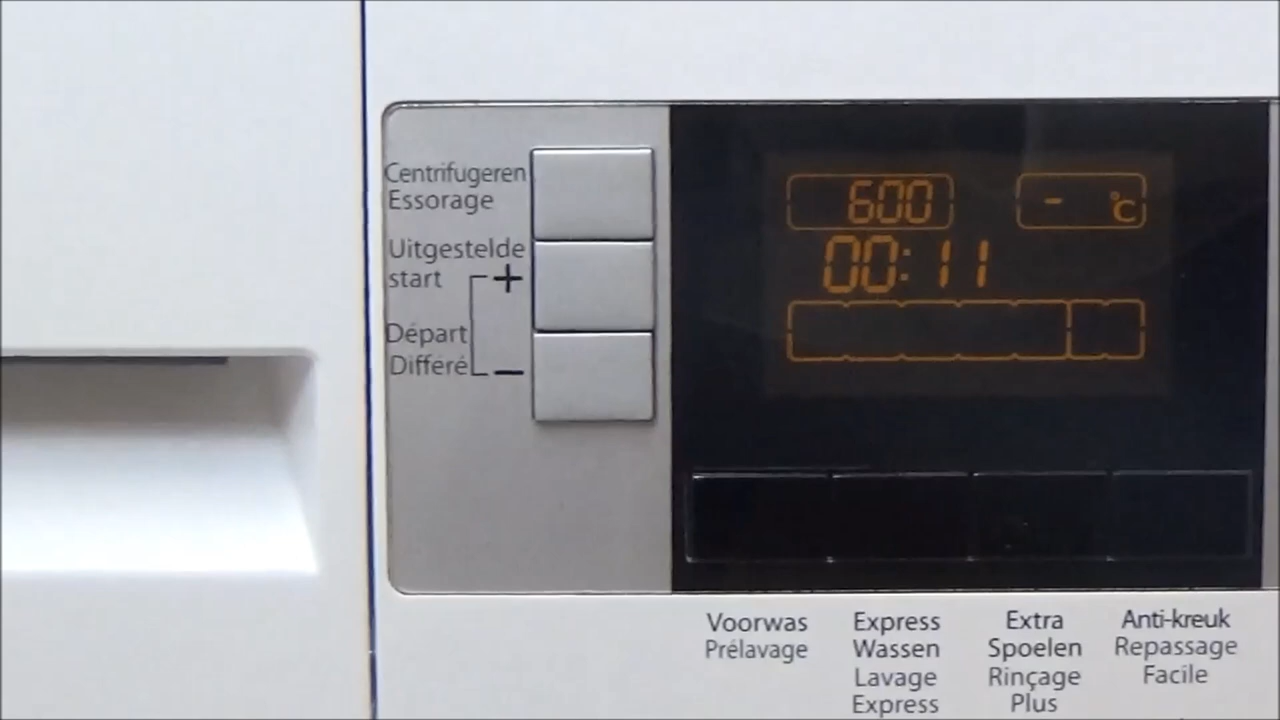 Centrifugeren
Essorage
Uitgestelde
start +
Départ
Différé –
600
- °C
00:11
Voorwas
Prélavage
Express
Wassen
Lavage
Express
Extra
Spoelen
Rinçage
Plus
Anti-kreuk
Repassage
Facile